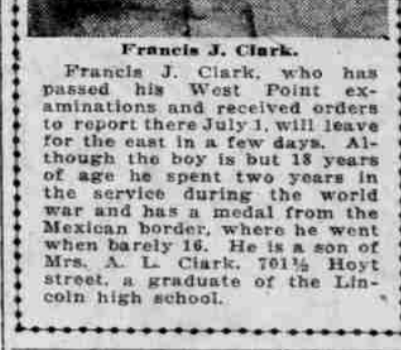 Francis J. Clark.
Francis J. Clark, who has
passed his West Point ex-
aminations and received orders
to report there July 1, will leave
for the east in a few days. Al-
though the boy is but 18 years
of age he spent two years in
the service during the world
war and has a medal from the
Mexican border, where he went
when barely 16. He is a son of
Mrs. A. L. Clark, 701½ Hoyt
street, a graduate of the Lin-
coln high school.